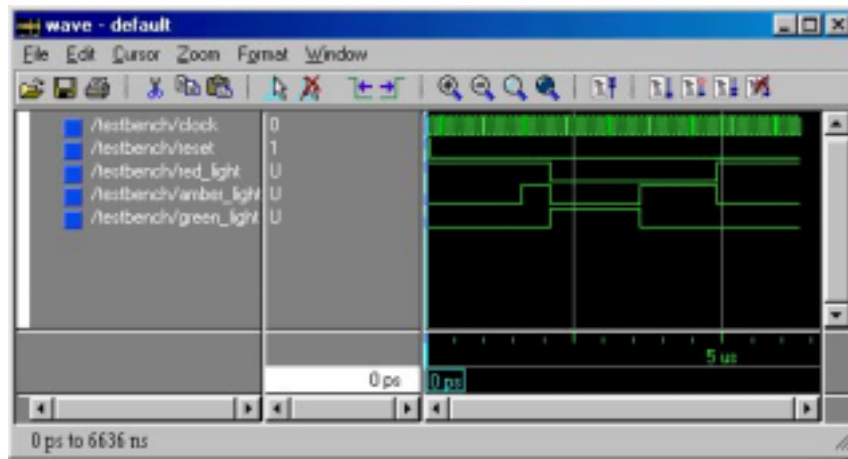 wave - default
File Edit Cursor Zoom Format Window
/testbench/clock 0
/testbench/reset 1
/testbench/red_light U
/testbench/amber_light U
/testbench/green_light U
5 us
0 ps 0 ps
0 ps to 6636 ns